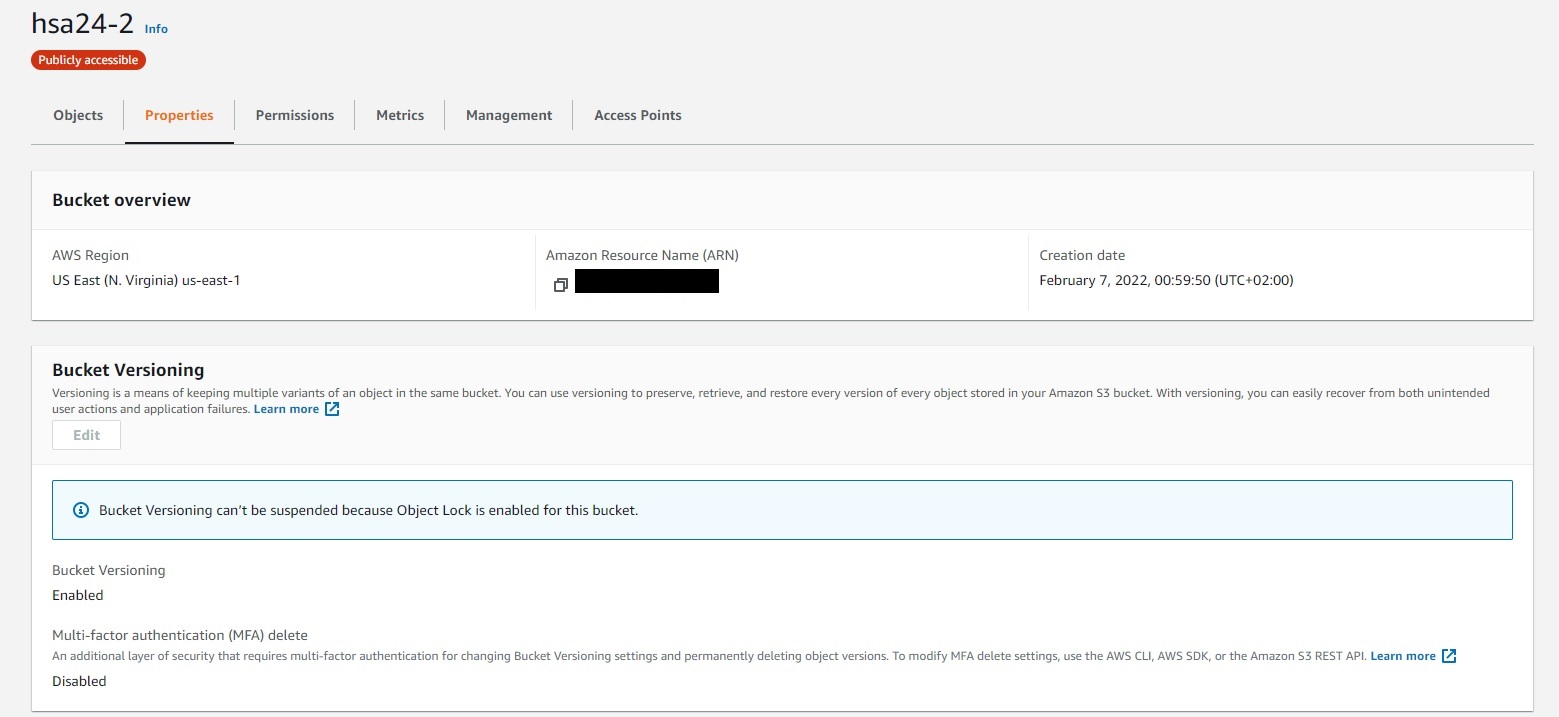 hsa24-2 Info
Publicly accessible
Objects Properties Permissions Metrics Management Access Points
Bucket overview
AWS Region Amazon Resource Name (ARN) Creation date
US East (N. Virginia) us-east-1 February 7, 2022, 00:59:50 (UTC+02:00)
Bucket Versioning
Versioning is a means of keeping multiple variants of an object in the same bucket. You can use versioning to preserve, retrieve, and restore every version of every object stored in your Amazon S3 bucket. With versioning, you can easily recover from both unintended
user actions and application failures. Learn more
Edit
Bucket Versioning can't be suspended because Object Lock is enabled for this bucket.
Bucket Versioning
Enabled
Multi-factor authentication (MFA) delete
An additional layer of security that requires multi-factor authentication for changing Bucket Versioning settings and permanently deleting object versions. To modify MFA delete settings, use the AWS CLI, AWS SDK, or the Amazon S3 REST API. Learn more
Disabled